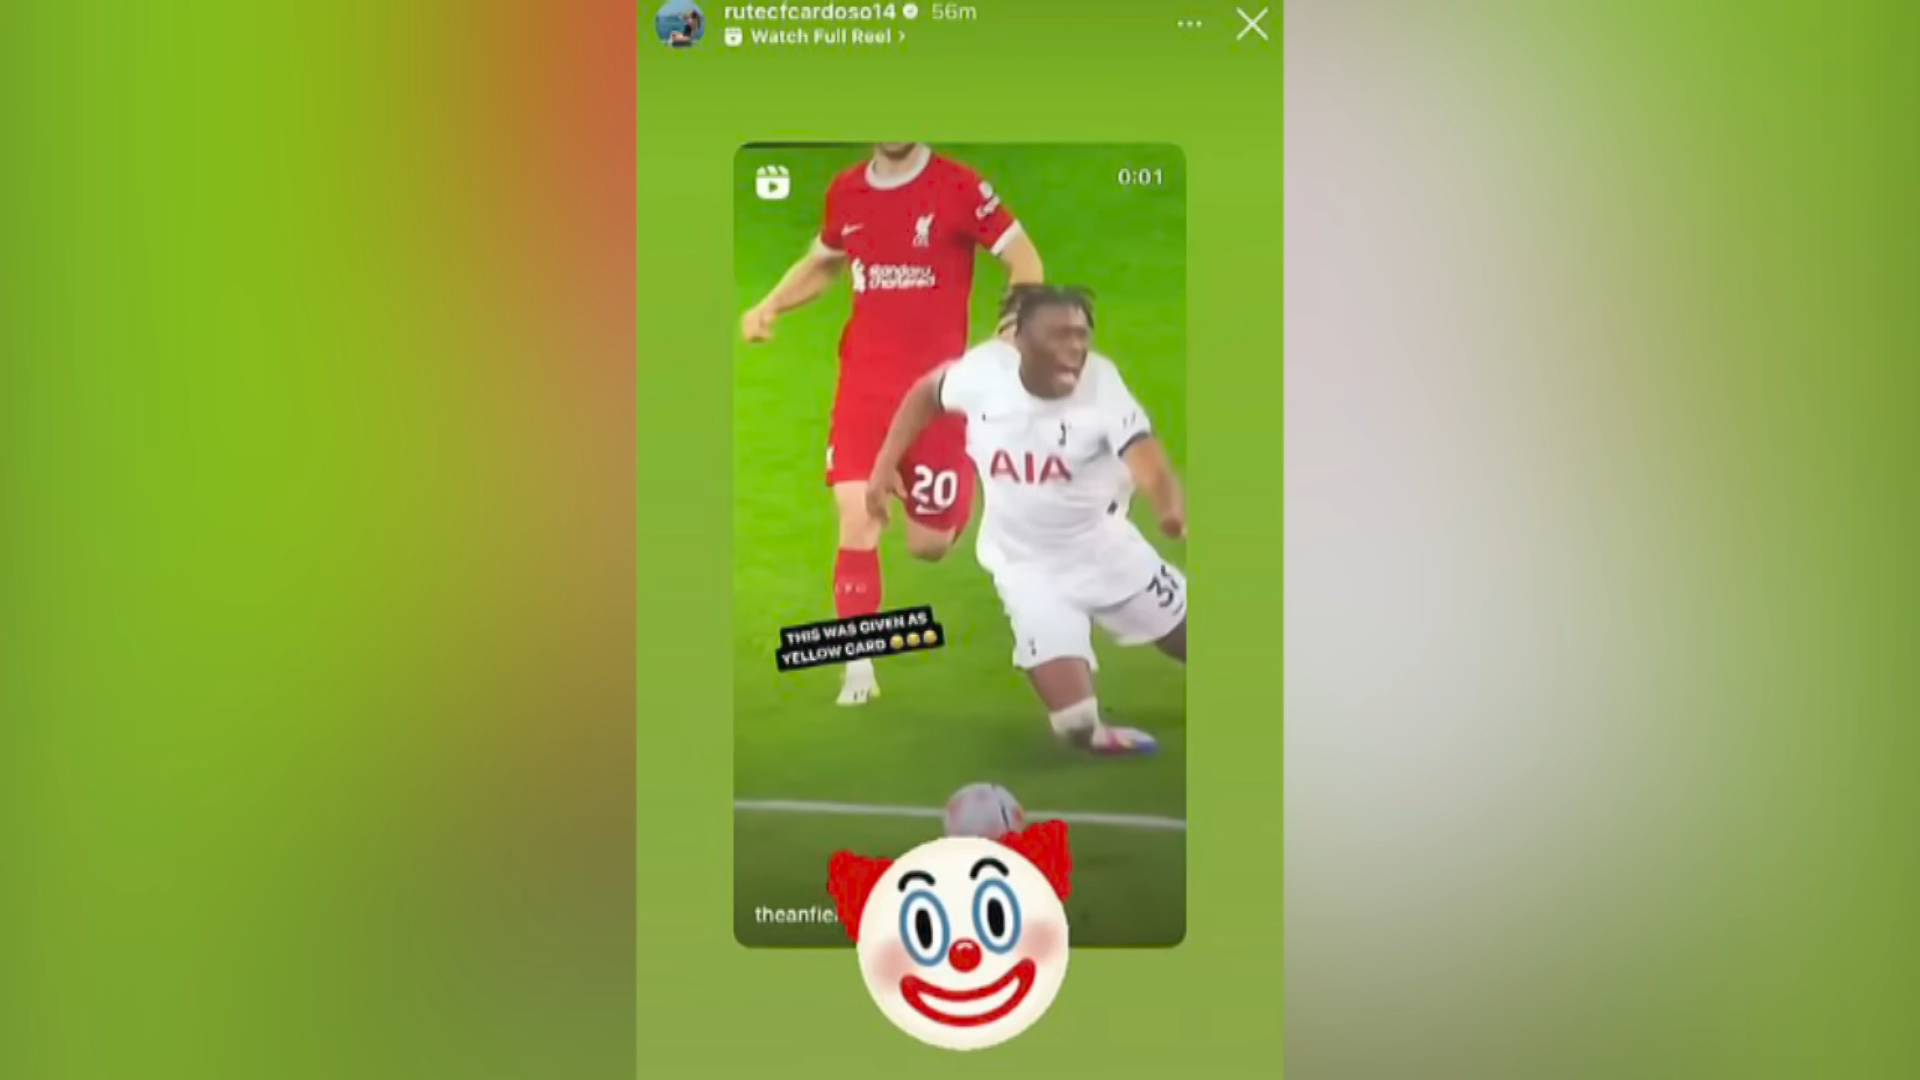 rutecfcardoso14 56m
Watch Full Reel
0:01
standard
chartered
AIA
20
THIS WAS GIVEN AS
YELLOW CARD
theanfie